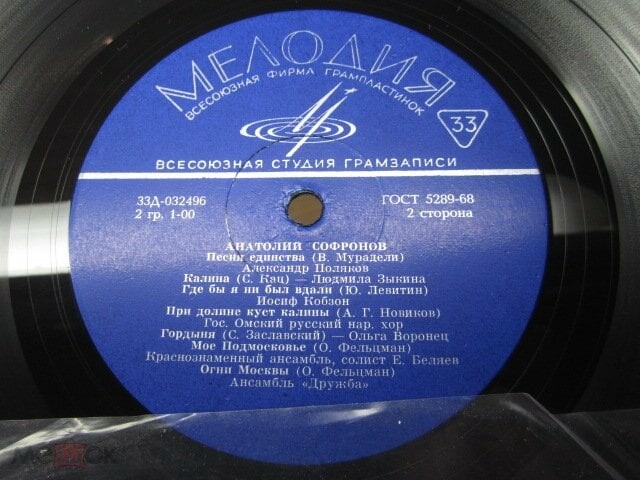 МЕЛОДИЯ
ВСЕСОЮЗНАЯ ФИРМА ГРАМПЛАСТИНОК
33
ВСЕСОЮЗНАЯ СТУДИЯ ГРАМЗАПИСИ
33Д-032496 ГОСТ 5289-68
2 гр. 1-00 2 сторона
АНАТОЛИЙ СОФРОНОВ
Песня единства (В. Мурадели)
Александр Поляков
Калина (С. Кац) — Людмила Зыкина
Где бы я ни был вдали (Ю. Левитин)
Иосиф Кобзон
При долине куст калины (А. Г. Новиков)
Гос. Омский русский нар. хор
Гордыня (С. Заславский) — Ольга Воронец
Мое Подмосковье (О. Фельцман)
Краснознаменный ансамбль, солист Е. Беляев
Огни Москвы (О. Фельцман)
Ансамбль «Дружба»